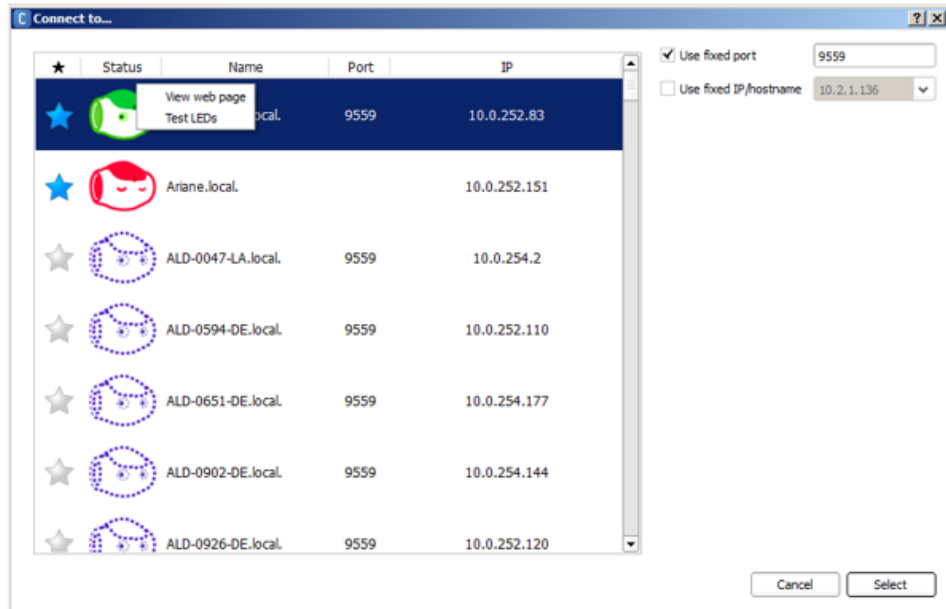 C Connect to...
★ Status Name Port IP
View web page
Test LEDs
ocal. 9559 10.0.252.83
Ariane.local. 10.0.252.151
ALD-0047-LA.local. 9559 10.0.254.2
ALD-0594-DE.local. 9559 10.0.252.110
ALD-0651-DE.local. 9559 10.0.254.177
ALD-0902-DE.local. 9559 10.0.254.144
ALD-0926-DE.local. 9559 10.0.252.120
Use fixed port 9559
Use fixed IP/hostname 10.2.1.136
Cancel Select